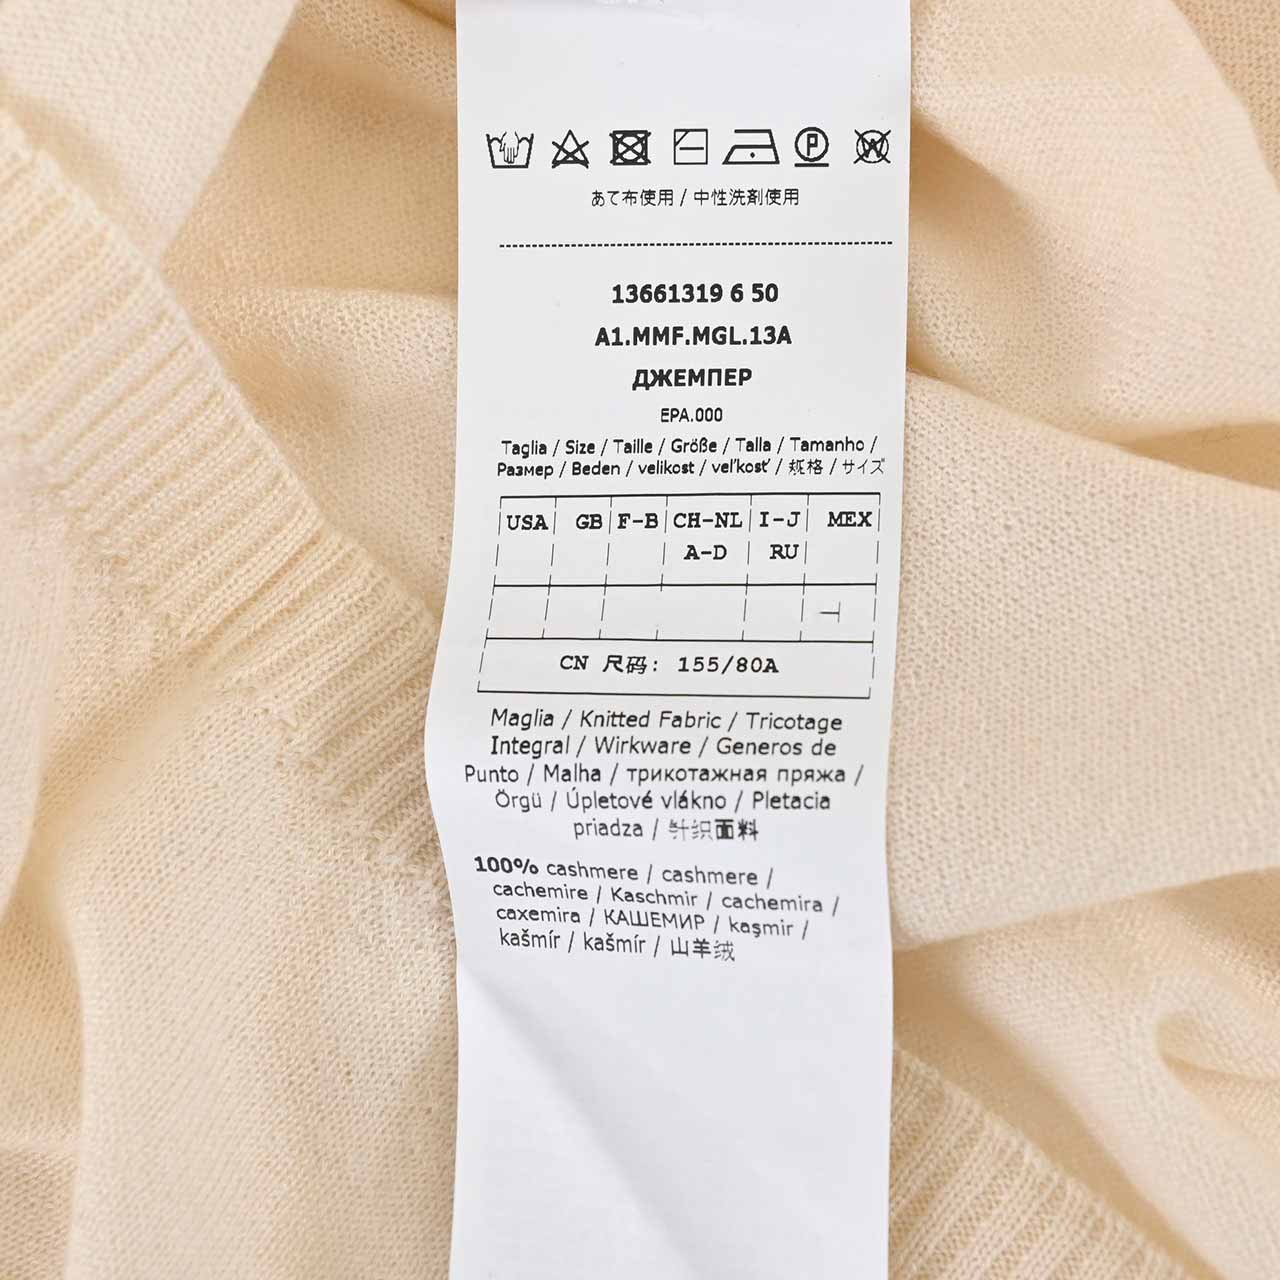 P W
あて布使用 / 中性洗剤使用
13661319 6 50
A1.MMF.MGL.13A
ДЖЕМПЕР
EPA.000
Taglia / Size / Taille / Größe / Talla / Tamanho /
Размер / Beden / velikost / veľkosť / 规格 / サイズ
USA GB F-B CH-NL I-J MEX
A-D RU
CN 尺码: 155/80A
Maglia / Knitted Fabric / Tricotage
Integral / Wirkware / Generos de
Punto / Malha / трикотажная пряжа /
Örgü / Úpletové vlákno / Pletacia
priadza / 针织面料
100% cashmere / cashmere /
cachemire / Kaschmir / cachemira /
caxemira / КАШЕМИР / kaşmir /
kašmír / kašmír / 山羊绒